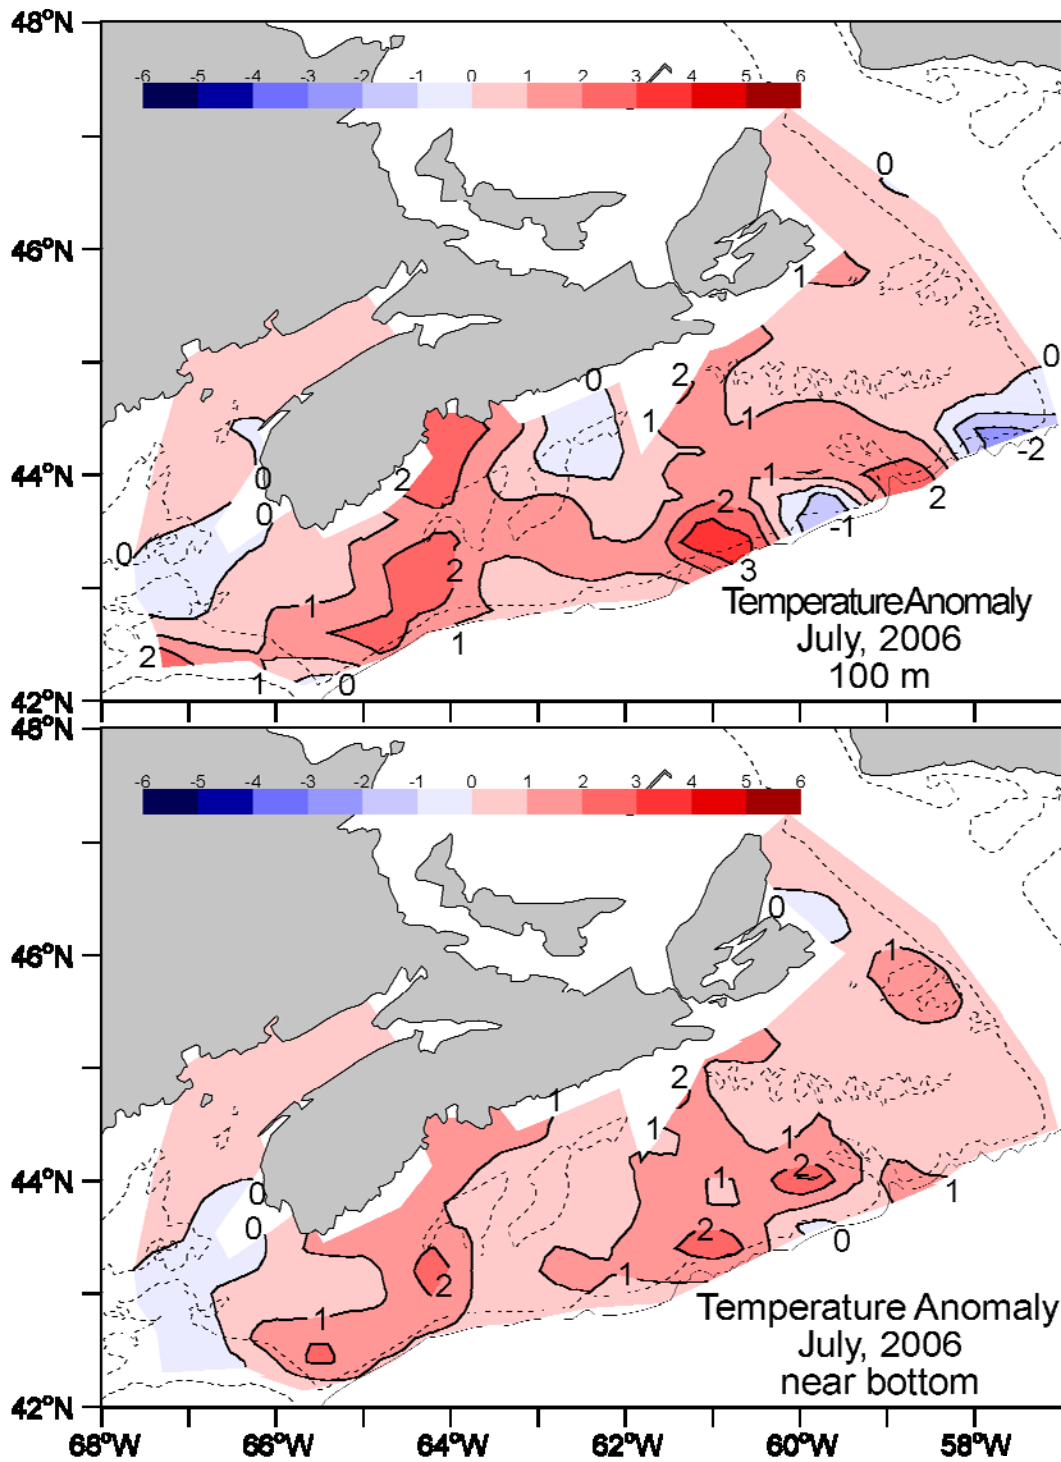 48°N
-6 -5 -4 -3 -2 -1 0 1 2 3 4 5 6
0
46°N
1
0
0 2
1 1
0
44°N 2 1 -2
0 2 2
-1
0 2
3
1 Temperature Anomaly
1 July, 2006
2 1 0 100 m
42°N
48°N
-6 -5 -4 -3 -2 -1 0 1 2 3 4 5 6
0
46°N 1
2
1
1 1
2
44°N 0 1 1
0 2 0
1
2
1 Temperature Anomaly
July, 2006
near bottom
42°N
68°W 66°W 64°W 62°W 60°W 58°W